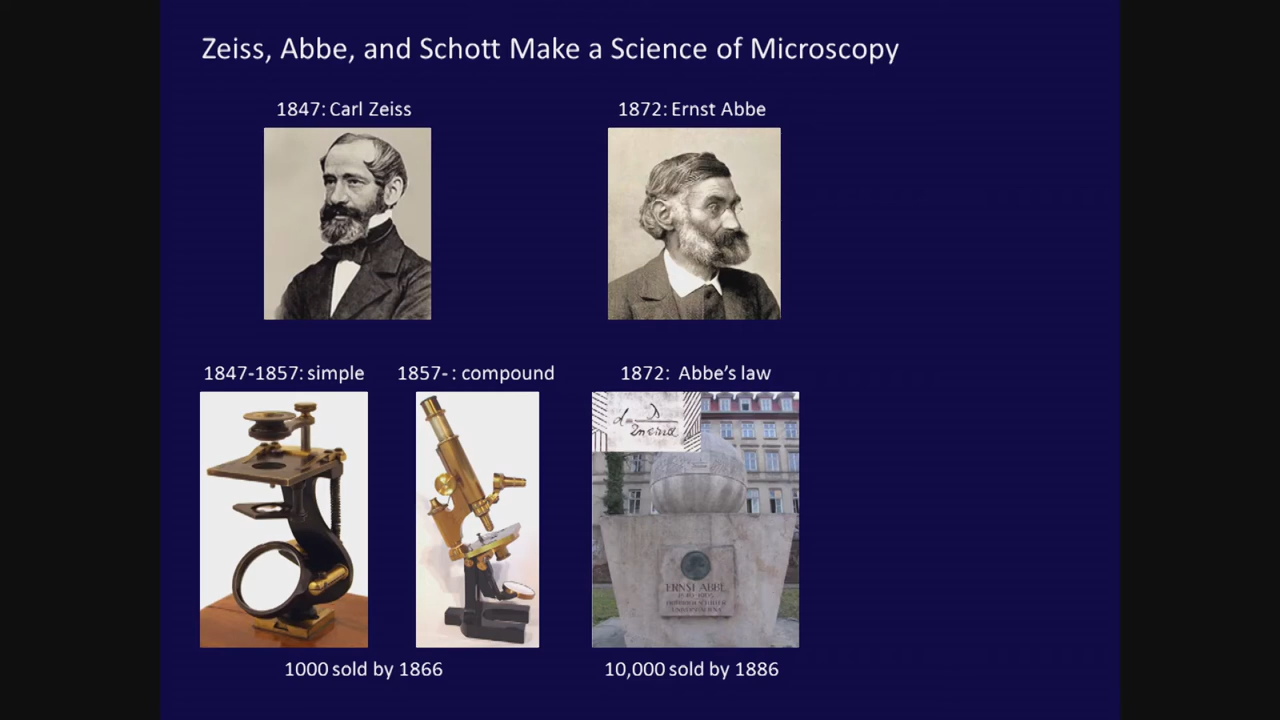 Zeiss, Abbe, and Schott Make a Science of Microscopy
1847: Carl Zeiss
1872: Ernst Abbe
1847-1857: simple
1857- : compound
1872: Abbe's law
ERNST ABBE
1000 sold by 1866
10,000 sold by 1886